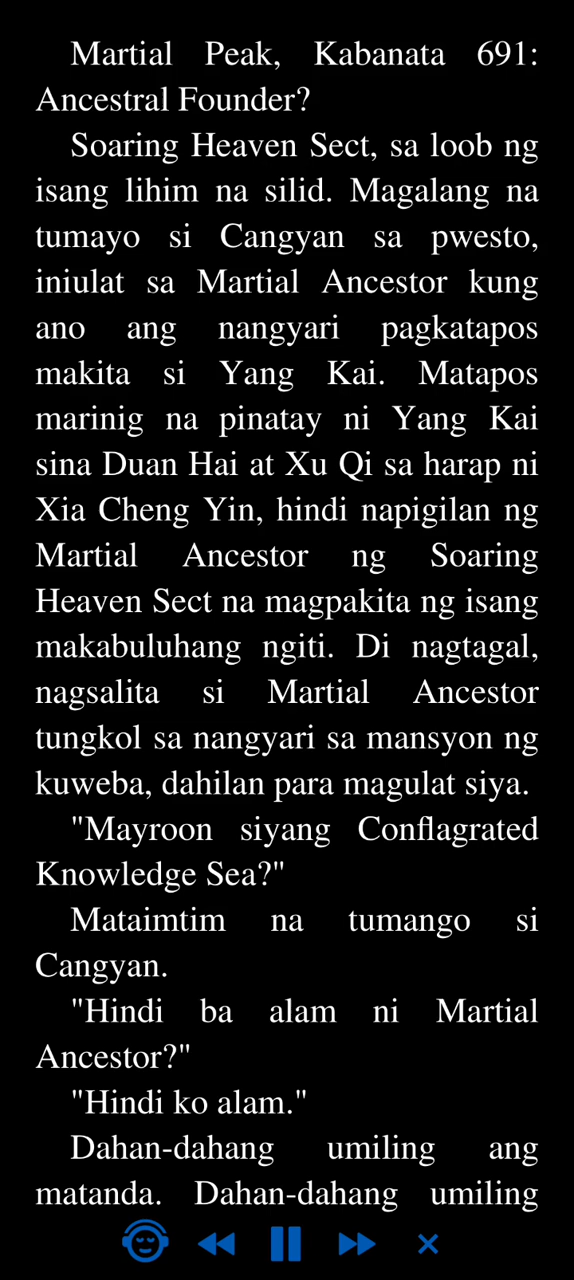 Martial Peak, Kabanata 691:
Ancestral Founder?
Soaring Heaven Sect, sa loob ng
isang lihim na silid. Magalang na
tumayo si Cangyan sa pwesto,
iniulat sa Martial Ancestor kung
ano ang nangyari pagkatapos
makita si Yang Kai. Matapos
marinig na pinatay ni Yang Kai
sina Duan Hai at Xu Qi sa harap ni
Xia Cheng Yin, hindi napigilan ng
Martial Ancestor ng Soaring
Heaven Sect na magpakita ng isang
makabuluhang ngiti. Di nagtagal,
nagsalita si Martial Ancestor
tungkol sa nangyari sa mansyon ng
kuweba, dahilan para magulat siya.
"Mayroon siyang Conflagrated
Knowledge Sea?"
Mataimtim na tumango si
Cangyan.
"Hindi ba alam ni Martial
Ancestor?"
"Hindi ko alam."
Dahan-dahang umiling ang
matanda. Dahan-dahang umiling